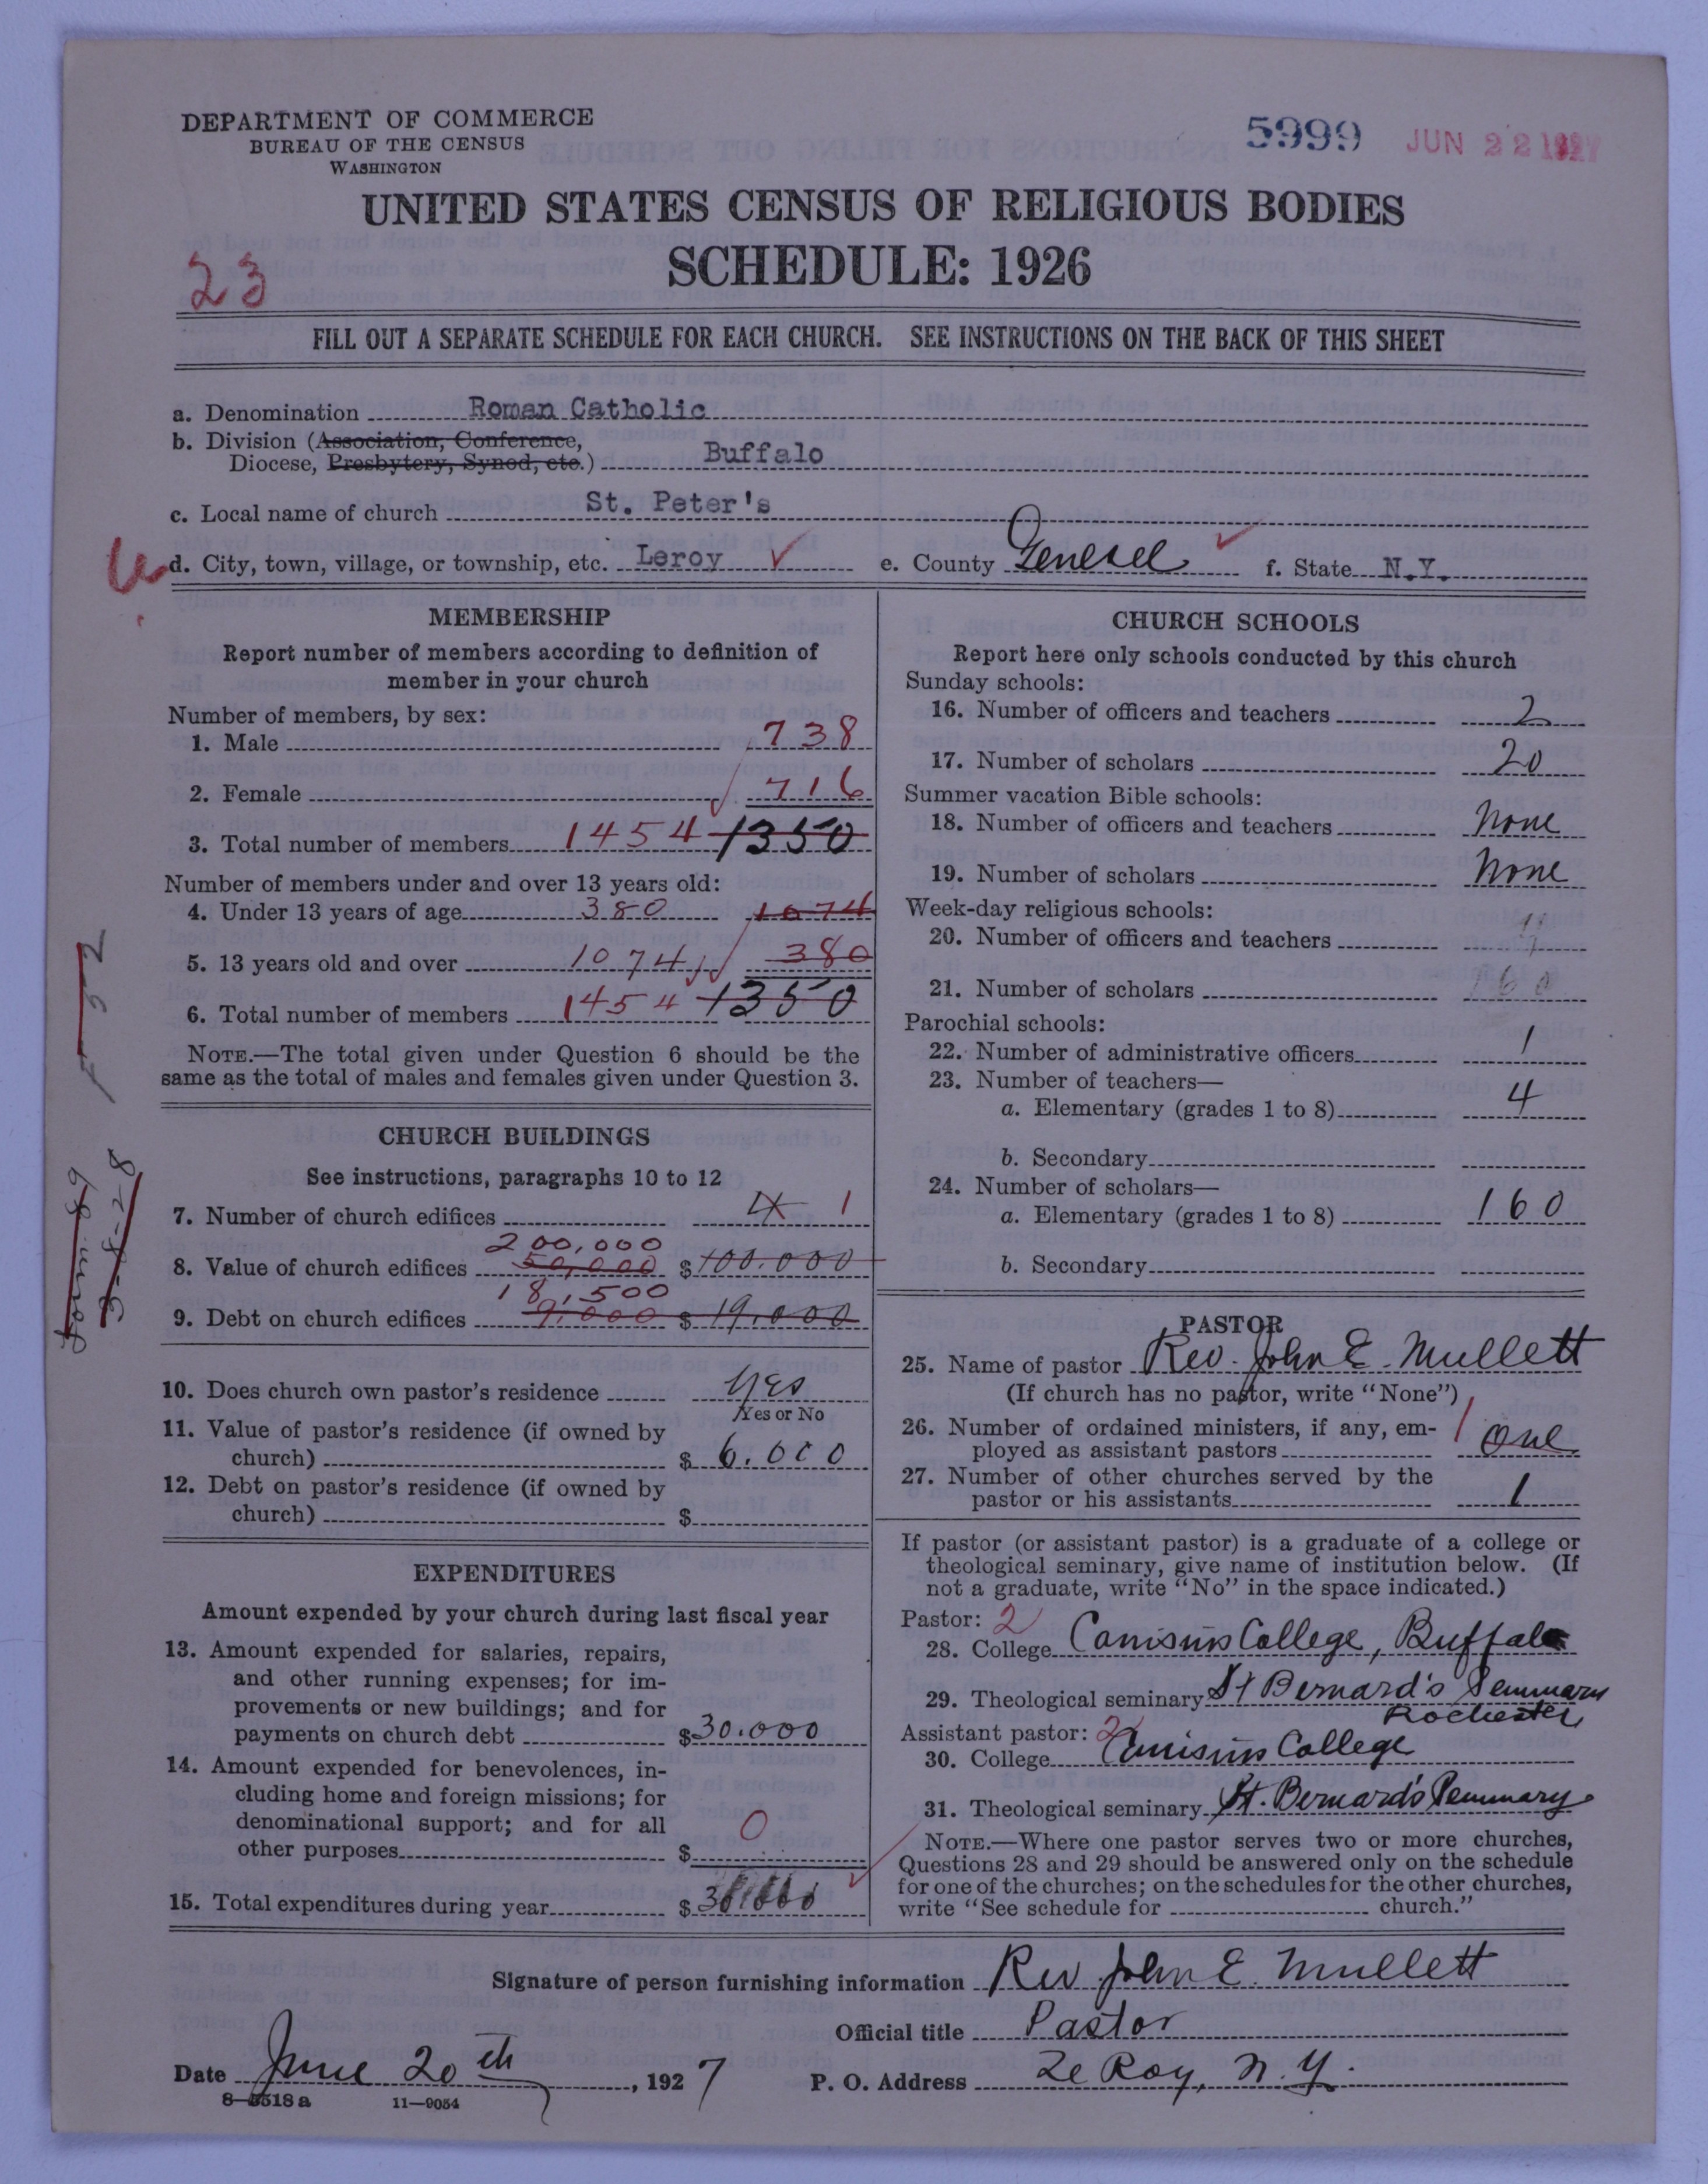 DEPARTMENT OF COMMERCE
BUREAU OF THE CENSUS
WASHINGTON
5999 JUN 22 1927
UNITED STATES CENSUS OF RELIGIOUS BODIES
SCHEDULE: 1926
23
FILL OUT A SEPARATE SCHEDULE FOR EACH CHURCH. SEE INSTRUCTIONS ON THE BACK OF THIS SHEET
a. Denomination Roman Catholic
b. Division (Association, Conference,
Diocese, Presbytery, Synod, etc.) Buffalo
c. Local name of church St. Peter's
d. City, town, village, or township, etc. Leroy ✓ e. County Genesee ✓ f. State N.Y.
MEMBERSHIP
Report number of members according to definition of
member in your church
Number of members, by sex:
1. Male 738
2. Female 716
3. Total number of members 1454 1350
Number of members under and over 13 years old:
4. Under 13 years of age 380 1074
5. 13 years old and over 1074 380
6. Total number of members 1454 1350
NOTE.—The total given under Question 6 should be the
same as the total of males and females given under Question 3.
F 52
Form 89
3-8-28
CHURCH BUILDINGS
See instructions, paragraphs 10 to 12
7. Number of church edifices 4 1
200,000
8. Value of church edifices 50,000 $100.000
18,500
9. Debt on church edifices 9,000 $19,000
10. Does church own pastor's residence Yes
Yes or No
11. Value of pastor's residence (if owned by
church) $6.000
12. Debt on pastor's residence (if owned by
church) $
EXPENDITURES
Amount expended by your church during last fiscal year
13. Amount expended for salaries, repairs,
and other running expenses; for im-
provements or new buildings; and for
payments on church debt $30.000
14. Amount expended for benevolences, in-
cluding home and foreign missions; for
denominational support; and for all
other purposes $ 0
15. Total expenditures during year $
CHURCH SCHOOLS
Report here only schools conducted by this church
Sunday schools:
16. Number of officers and teachers 2
17. Number of scholars 20
Summer vacation Bible schools:
18. Number of officers and teachers None
19. Number of scholars None
Week-day religious schools:
20. Number of officers and teachers
21. Number of scholars 160
Parochial schools:
22. Number of administrative officers 1
23. Number of teachers—
a. Elementary (grades 1 to 8) 4
b. Secondary
24. Number of scholars—
a. Elementary (grades 1 to 8) 160
b. Secondary
PASTOR
25. Name of pastor Rev. John E. Mullett
(If church has no pastor, write "None")
26. Number of ordained ministers, if any, em-
ployed as assistant pastors 1 One
27. Number of other churches served by the
pastor or his assistants 1
If pastor (or assistant pastor) is a graduate of a college or
theological seminary, give name of institution below. (If
not a graduate, write "No" in the space indicated.)
Pastor: 2
28. College Canisius College, Buffalo
29. Theological seminary St Bernard's Seminary
Rochester
Assistant pastor: 2
30. College Canisius College
31. Theological seminary St. Bernard's Seminary
NOTE.—Where one pastor serves two or more churches,
Questions 28 and 29 should be answered only on the schedule
for one of the churches; on the schedules for the other churches,
write "See schedule for church."
Signature of person furnishing information Rev. John E. Mullett
Official title Pastor
Date June 20th, 1927 P. O. Address Le Roy, N.Y.
8—5518 a 11—9054